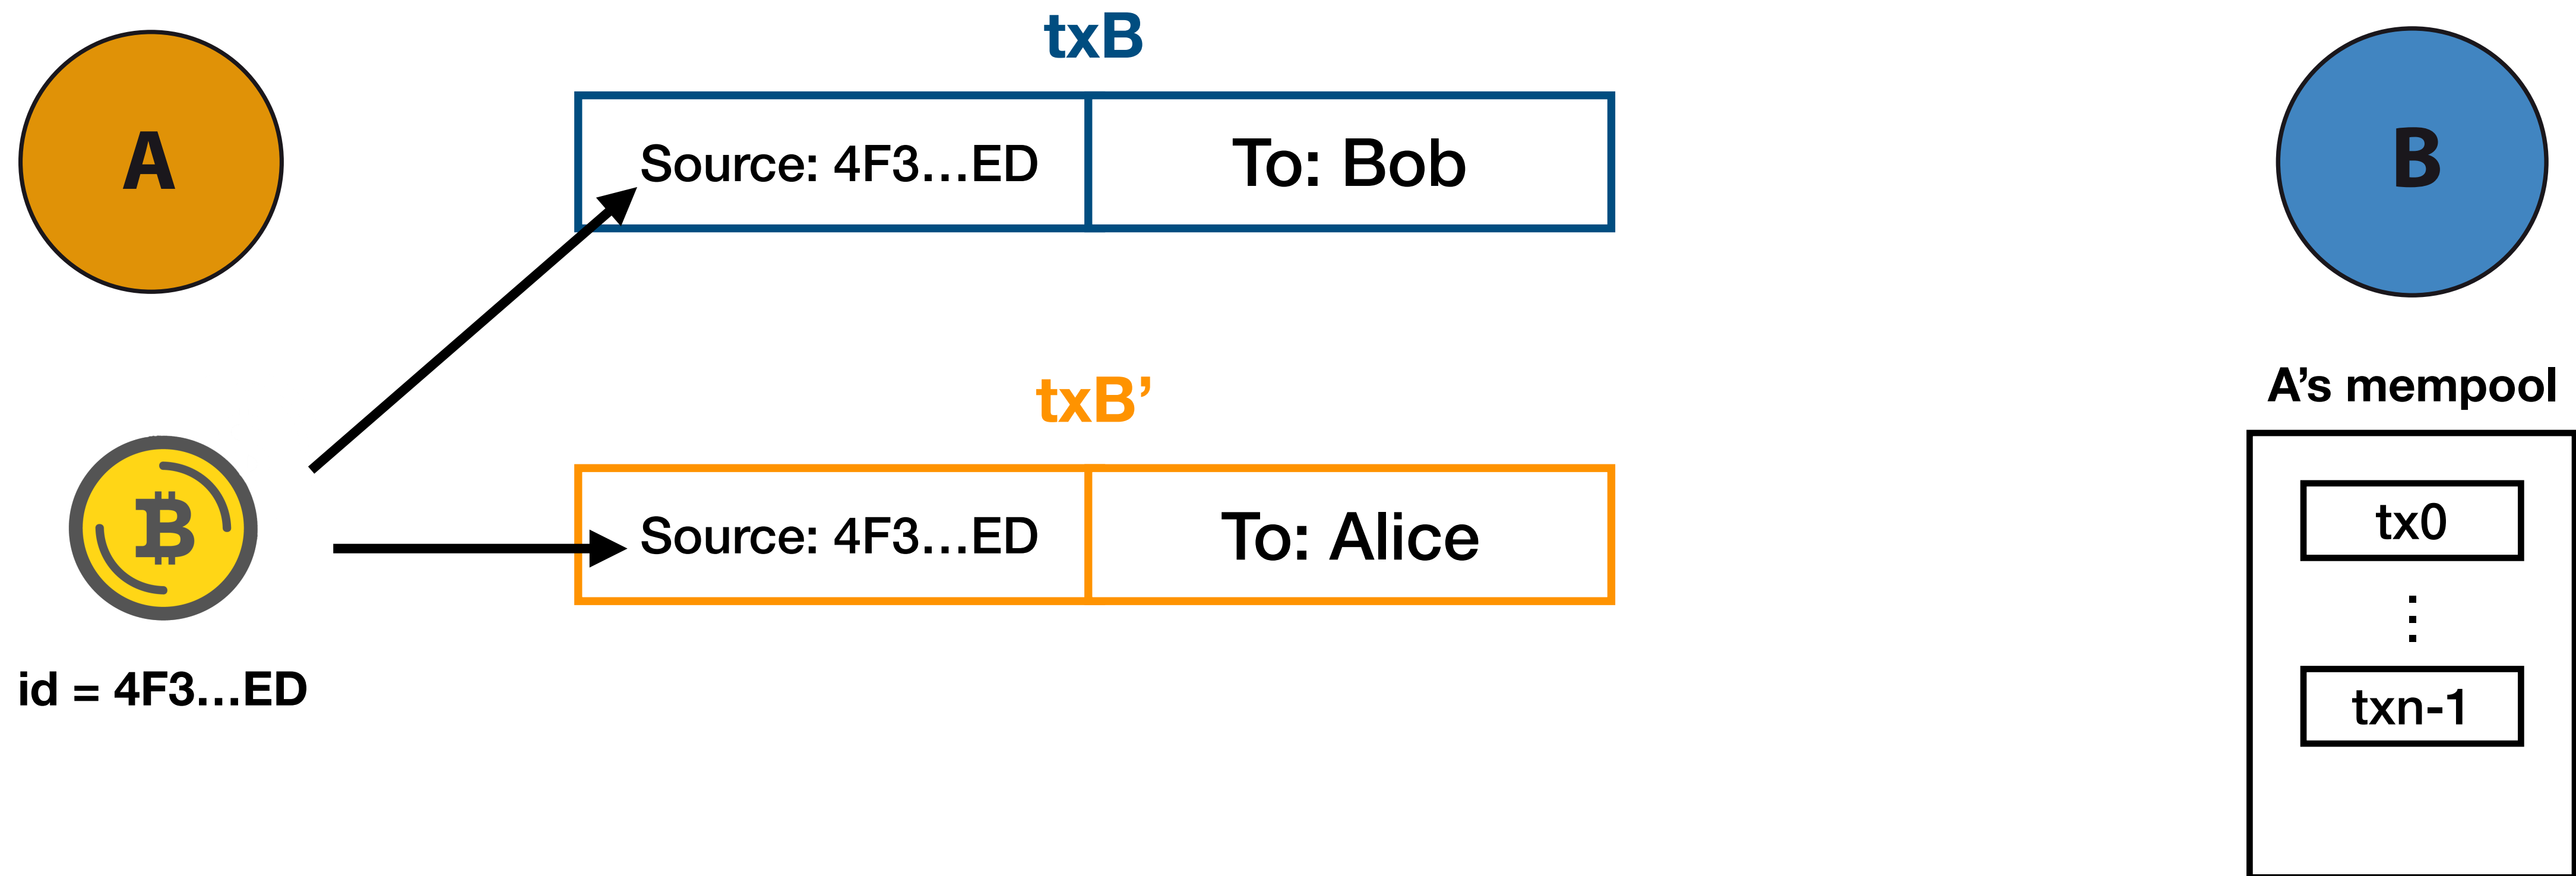 A
txB
Source: 4F3...ED
To: Bob
B
txB’
Source: 4F3...ED
To: Alice
id = 4F3...ED
A’s mempool
tx0
⋮
txn-1